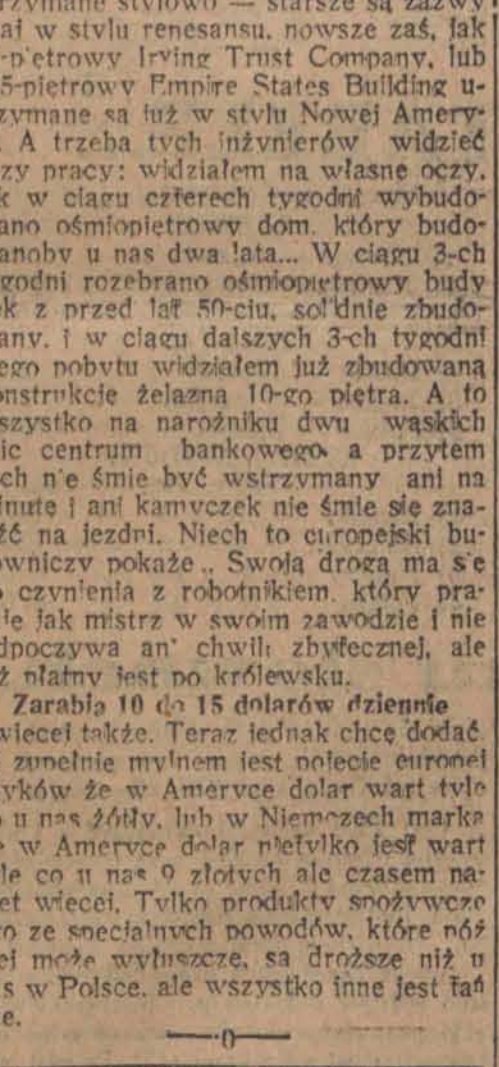 rzymane stylowo — starsze są zazwy
aj w stylu renesansu, nowsze zaś, jak
-piętrowy Irving Trust Company, lub
5-piętrowy Empire States Building u-
zymane są już w stylu Nowej Amery-
. A trzeba tych inżynierów widzieć
zy pracy: widziałem na własne oczy,
k w ciągu czterech tygodni wybudo-
ano ośmiopiętrowy dom, który budo-
anoby u nas dwa lata... W ciągu 3-ch
godni rozebrano ośmiopiętrowy budy
ek z przed lat 50-ciu, solidnie zbudo-
any, i w ciągu dalszych 3-ch tygodni
ego pobytu widziałem już zbudowaną
onstrukcję żelazną 10-go piętra. A to
szystko na narożniku dwu wąskich
ic centrum bankowego, a przytem
ch nie śmie być wstrzymany ani na
inutę i ani kamyczek nie śmie się zna-
źć na jezdni. Niech to europejski bu-
owniczy pokaże.. Swoją drogą ma się
o czynienia z robotnikiem, który pra-
ie jak mistrz w swoim zawodzie i nie
dpoczywa ani chwili zbytecznej, ale
ż płatny jest po królewsku.
Zarabia 10 do 15 dolarów dziennie
więcej także. Teraz jednak chcę dodać
zupełnie mylnem jest pojęcie europej
yków że w Ameryce dolar wart tyle
o u nas żółty, lub w Niemczech marka
e w Ameryce dolar nietylko jest wart
le co u nas 9 złotych ale czasem na-
et więcej. Tylko produkty spożywcze
o ze specjalnych powodów, które póź
ej może wyłuszczę, są droższe niż u
s w Polsce, ale wszystko inne jest tań
e.
—0—